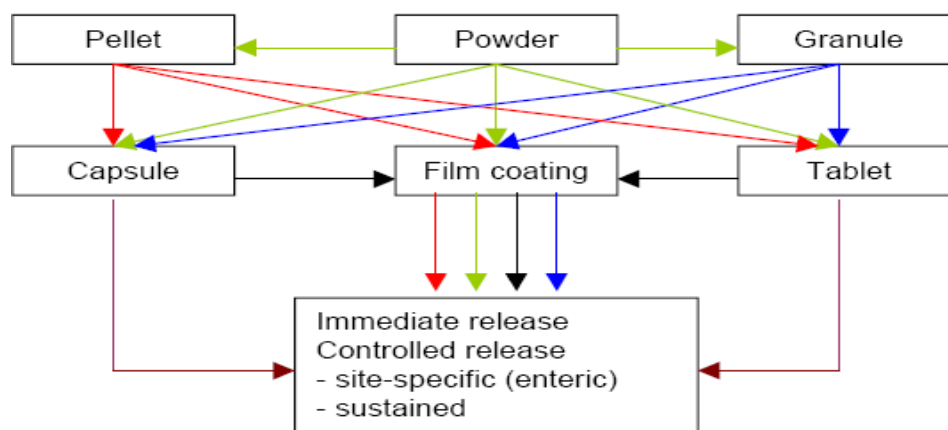 Pellet
Powder
Granule
Capsule
Film coating
Tablet
Immediate release
Controlled release
- site-specific (enteric)
- sustained